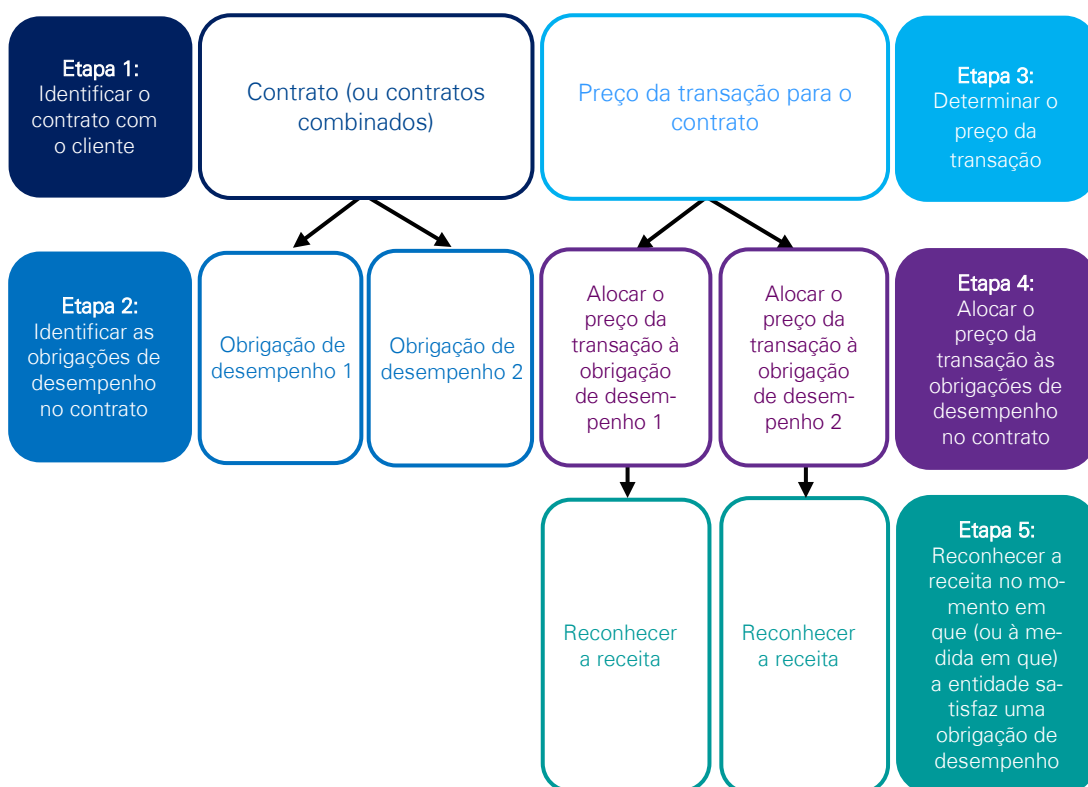 Etapa 1:
Identificar o
contrato com
o cliente
Contrato (ou contratos
combinados)
Preço da transação para o
contrato
Etapa 3:
Determinar o
preço da
transação
Etapa 2:
Identificar as
obrigações de
desempenho
no contrato
Obrigação de
desempenho 1
Obrigação de
desempenho 2
Alocar o
preço da
transação à
obrigação
de desem-
penho 1
Alocar o
preço da
transação à
obrigação
de desem-
penho 2
Etapa 4:
Alocar o
preço da
transação às
obrigações de
desempenho
no contrato
Reconhecer
a receita
Reconhecer
a receita
Etapa 5:
Reconhecer a
receita no mo-
mento em
que (ou à me-
dida em que)
a entidade sa-
tisfaz uma
obrigação de
desempenho